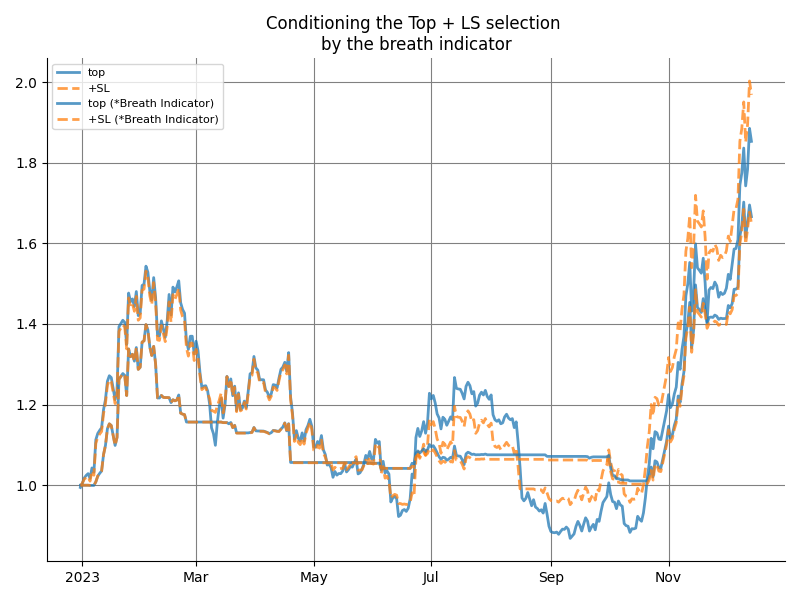 Conditioning the Top + LS selection
by the breath indicator
top
+SL
top (*Breath Indicator)
+SL (*Breath Indicator)
2.0
1.8
1.6
1.4
1.2
1.0
2023
Mar
May
Jul
Sep
Nov